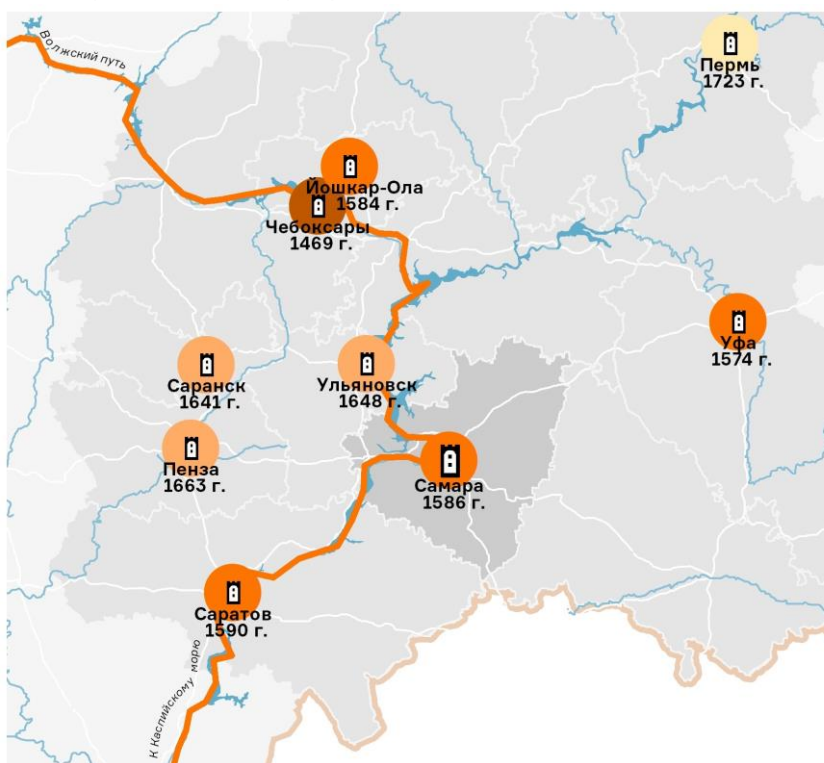 Волжский путь
Пермь
1723 г.
Йошкар-Ола
1584 г.
Чебоксары
1469 г.
Уфа
1574 г.
Саранск
1641 г.
Ульяновск
1648 г.
Пенза
1663 г.
Самара
1586 г.
Саратов
1590 г.
К Каспийскому морю